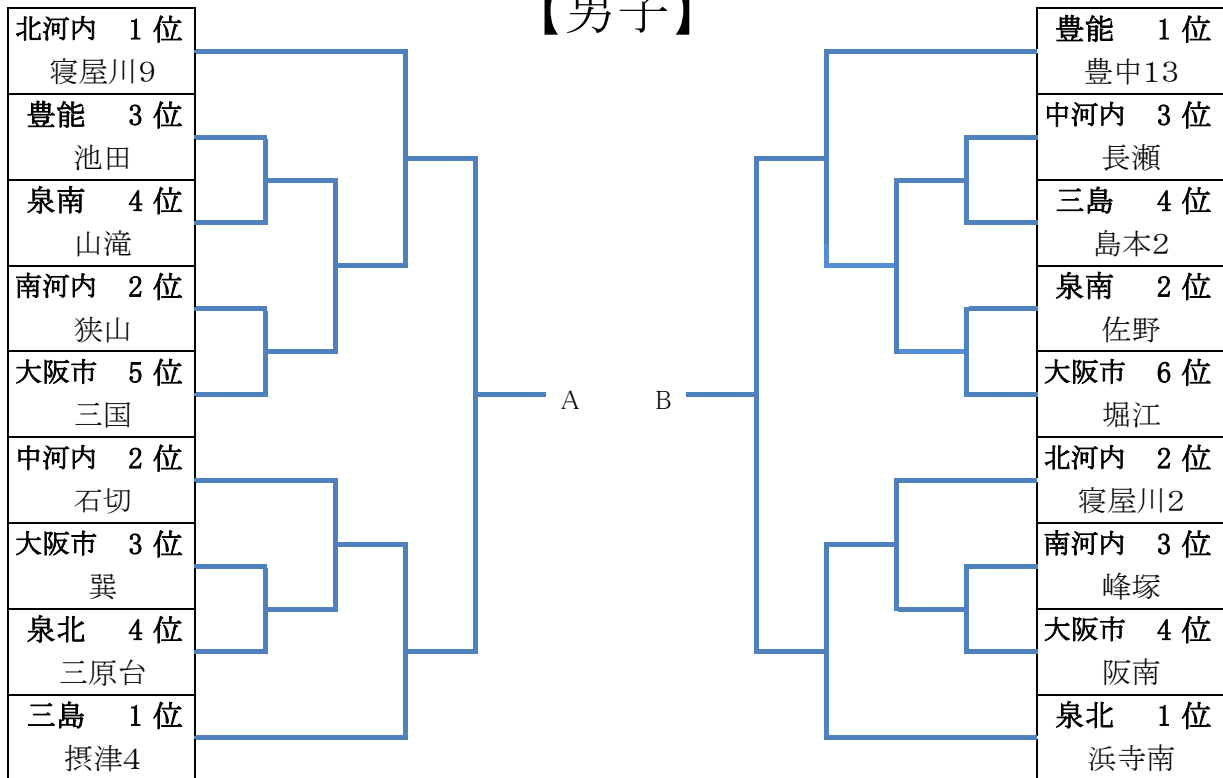 【男子】
北河内 1 位
寝屋川9
豊能 3 位
池田
泉南 4 位
山滝
南河内 2 位
狭山
大阪市 5 位
三国
中河内 2 位
石切
大阪市 3 位
巽
泉北 4 位
三原台
三島 1 位
摂津4
A
B
豊能 1 位
豊中13
中河内 3 位
長瀬
三島 4 位
島本2
泉南 2 位
佐野
大阪市 6 位
堀江
北河内 2 位
寝屋川2
南河内 3 位
峰塚
大阪市 4 位
阪南
泉北 1 位
浜寺南